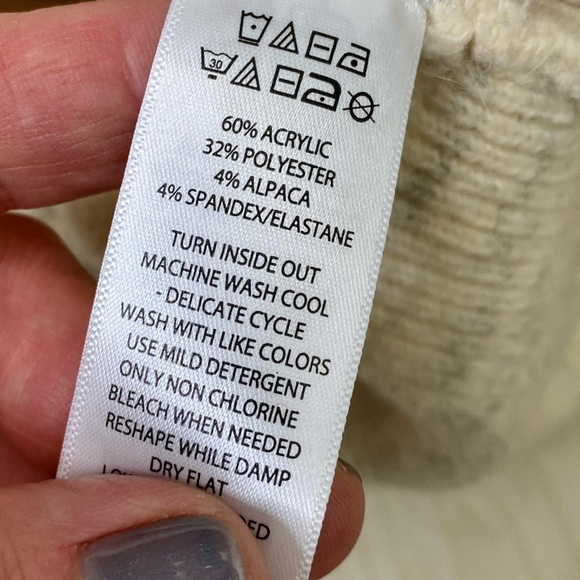 30
60% ACRYLIC
32% POLYESTER
4% ALPACA
4% SPANDEX/ELASTANE
TURN INSIDE OUT
MACHINE WASH COOL
- DELICATE CYCLE
WASH WITH LIKE COLORS
USE MILD DETERGENT
ONLY NON CHLORINE
BLEACH WHEN NEEDED
RESHAPE WHILE DAMP
DRY FLAT